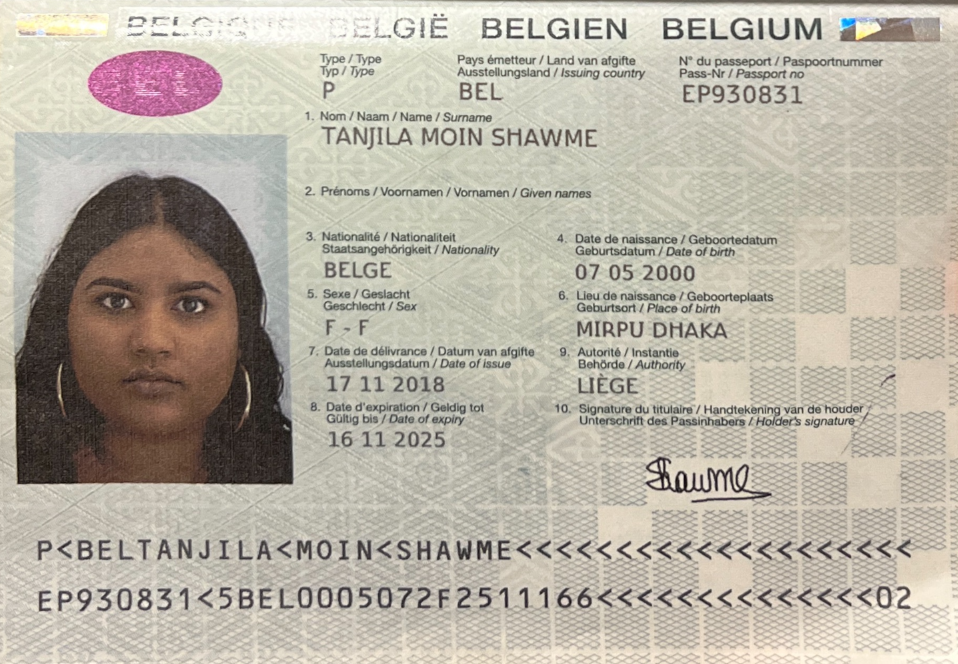 BELGIQUE BELGIË BELGIEN BELGIUM
Type / Type
Typ / Type
P
Pays émetteur / Land van afgifte
Ausstellungsland / Issuing country
BEL
N° du passeport / Paspoortnummer
Pass-Nr / Passport no
EP930831
1. Nom / Naam / Name / Surname
TANJILA MOIN SHAWME
2. Prénoms / Voornamen / Vornamen / Given names
3. Nationalité / Nationaliteit
Staatsangehörigkeit / Nationality
BELGE
4. Date de naissance / Geboortedatum
Geburtsdatum / Date of birth
07 05 2000
5. Sexe / Geslacht
Geschlecht / Sex
F - F
6. Lieu de naissance / Geboorteplaats
Geburtsort / Place of birth
MIRPU DHAKA
7. Date de délivrance / Datum van afgifte
Ausstellungsdatum / Date of issue
17 11 2018
9. Autorité / Instantie
Behörde / Authority
LIÈGE
8. Date d'expiration / Geldig tot
Gültig bis / Date of expiry
16 11 2025
10. Signature du titulaire / Handtekening van de houder
Unterschrift des Passinhabers / Holder's signature
Shawme
P<BELTANJILA<MOIN<SHAWME<<<<<<<<<<<<<<<<<<<<
EP930831<5BEL0005072F2511166<<<<<<<<<<<<<<02